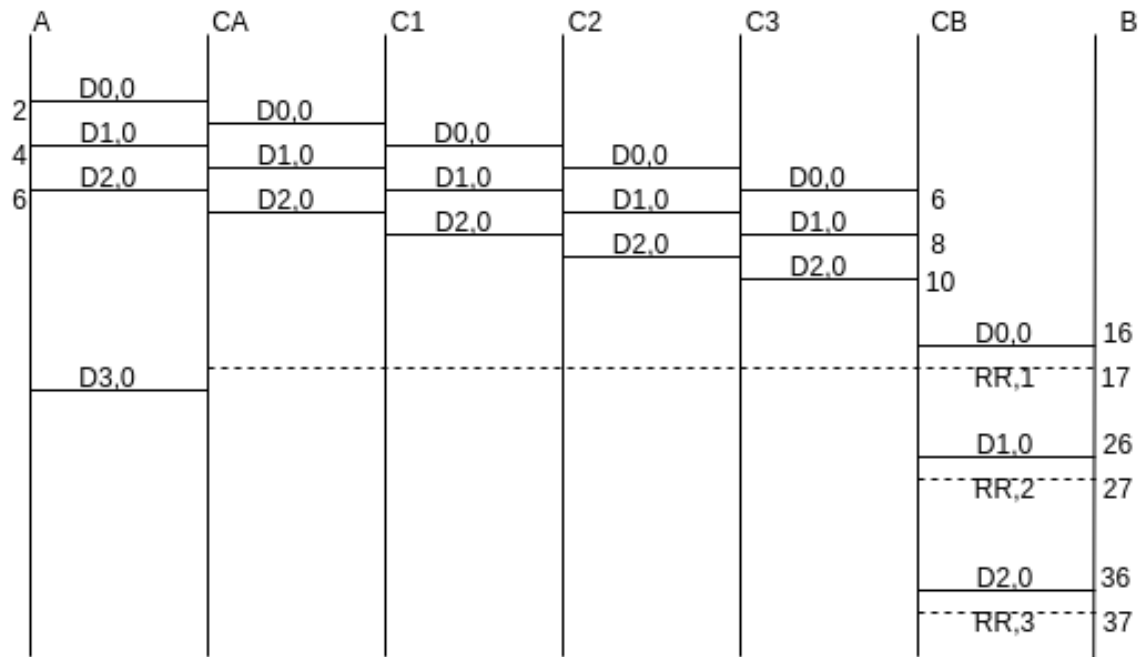 A CA C1 C2 C3 CB B
D0,0
2 D0,0
D1,0 D0,0
4 D1,0 D0,0
D2,0 D1,0 D0,0
6 D2,0 D1,0 6
D2,0 D1,0
D2,0 8
D2,0 10
D0,0 16
D3,0 RR,1 17
D1,0 26
RR,2 27
D2,0 36
RR,3 37